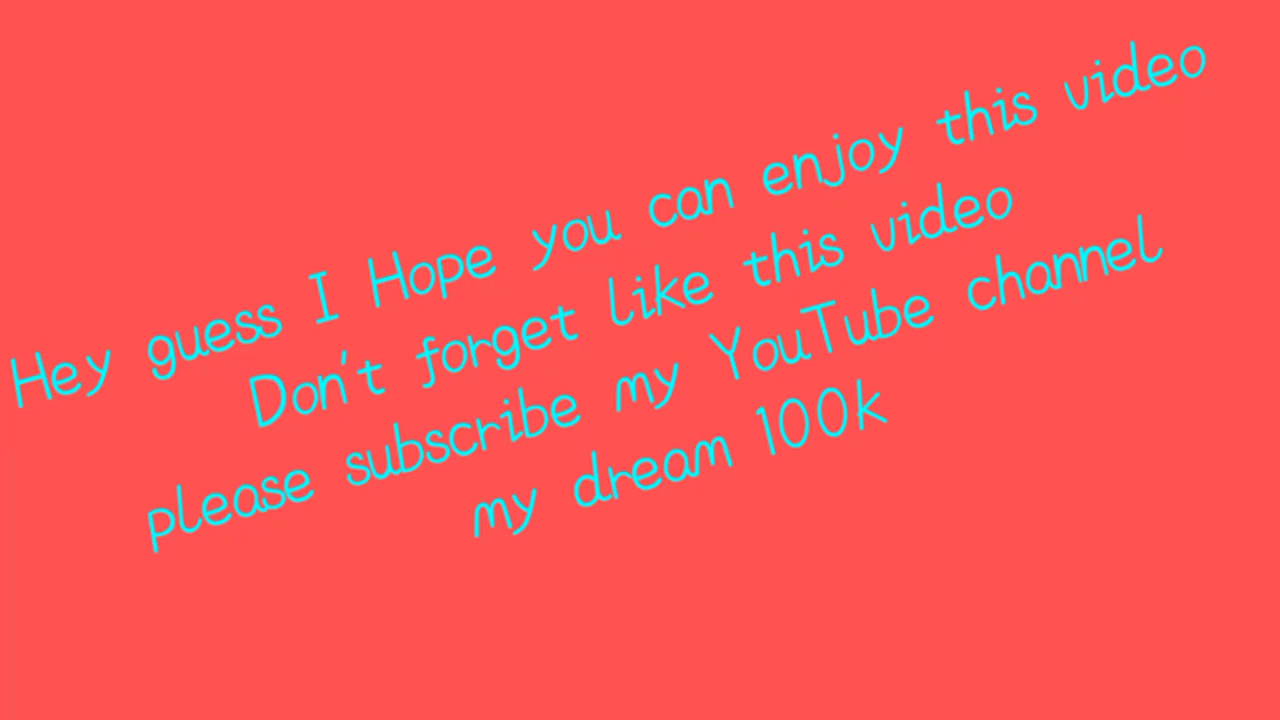 Hey guess I Hope you can enjoy this video
Don't forget like this video
please subscribe my YouTube channel
my dream 100k